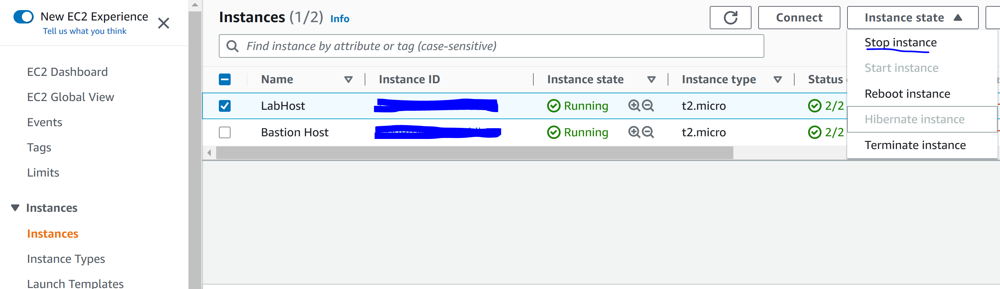 New EC2 Experience
Tell us what you think
EC2 Dashboard
EC2 Global View
Events
Tags
Limits
Instances
Instances
Instance Types
Launch Templates
Instances (1/2) Info
Connect
Instance state
Find instance by attribute or tag (case-sensitive)
Name Instance ID Instance state Instance type Status
LabHost Running t2.micro 2/2
Bastion Host Running t2.micro 2/2
Stop instance
Start instance
Reboot instance
Hibernate instance
Terminate instance